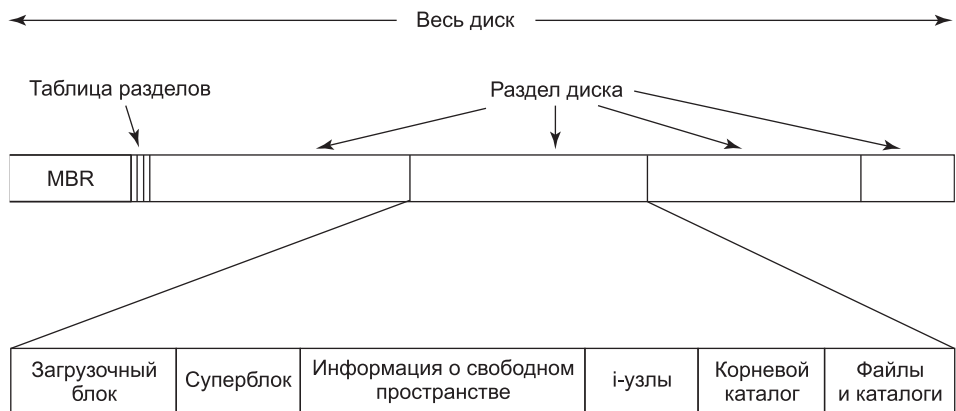 Весь диск
Таблица разделов
Раздел диска
MBR
Загрузочный
блок
Суперблок
Информация о свободном
пространстве
i-узлы
Корневой
каталог
Файлы
и каталоги